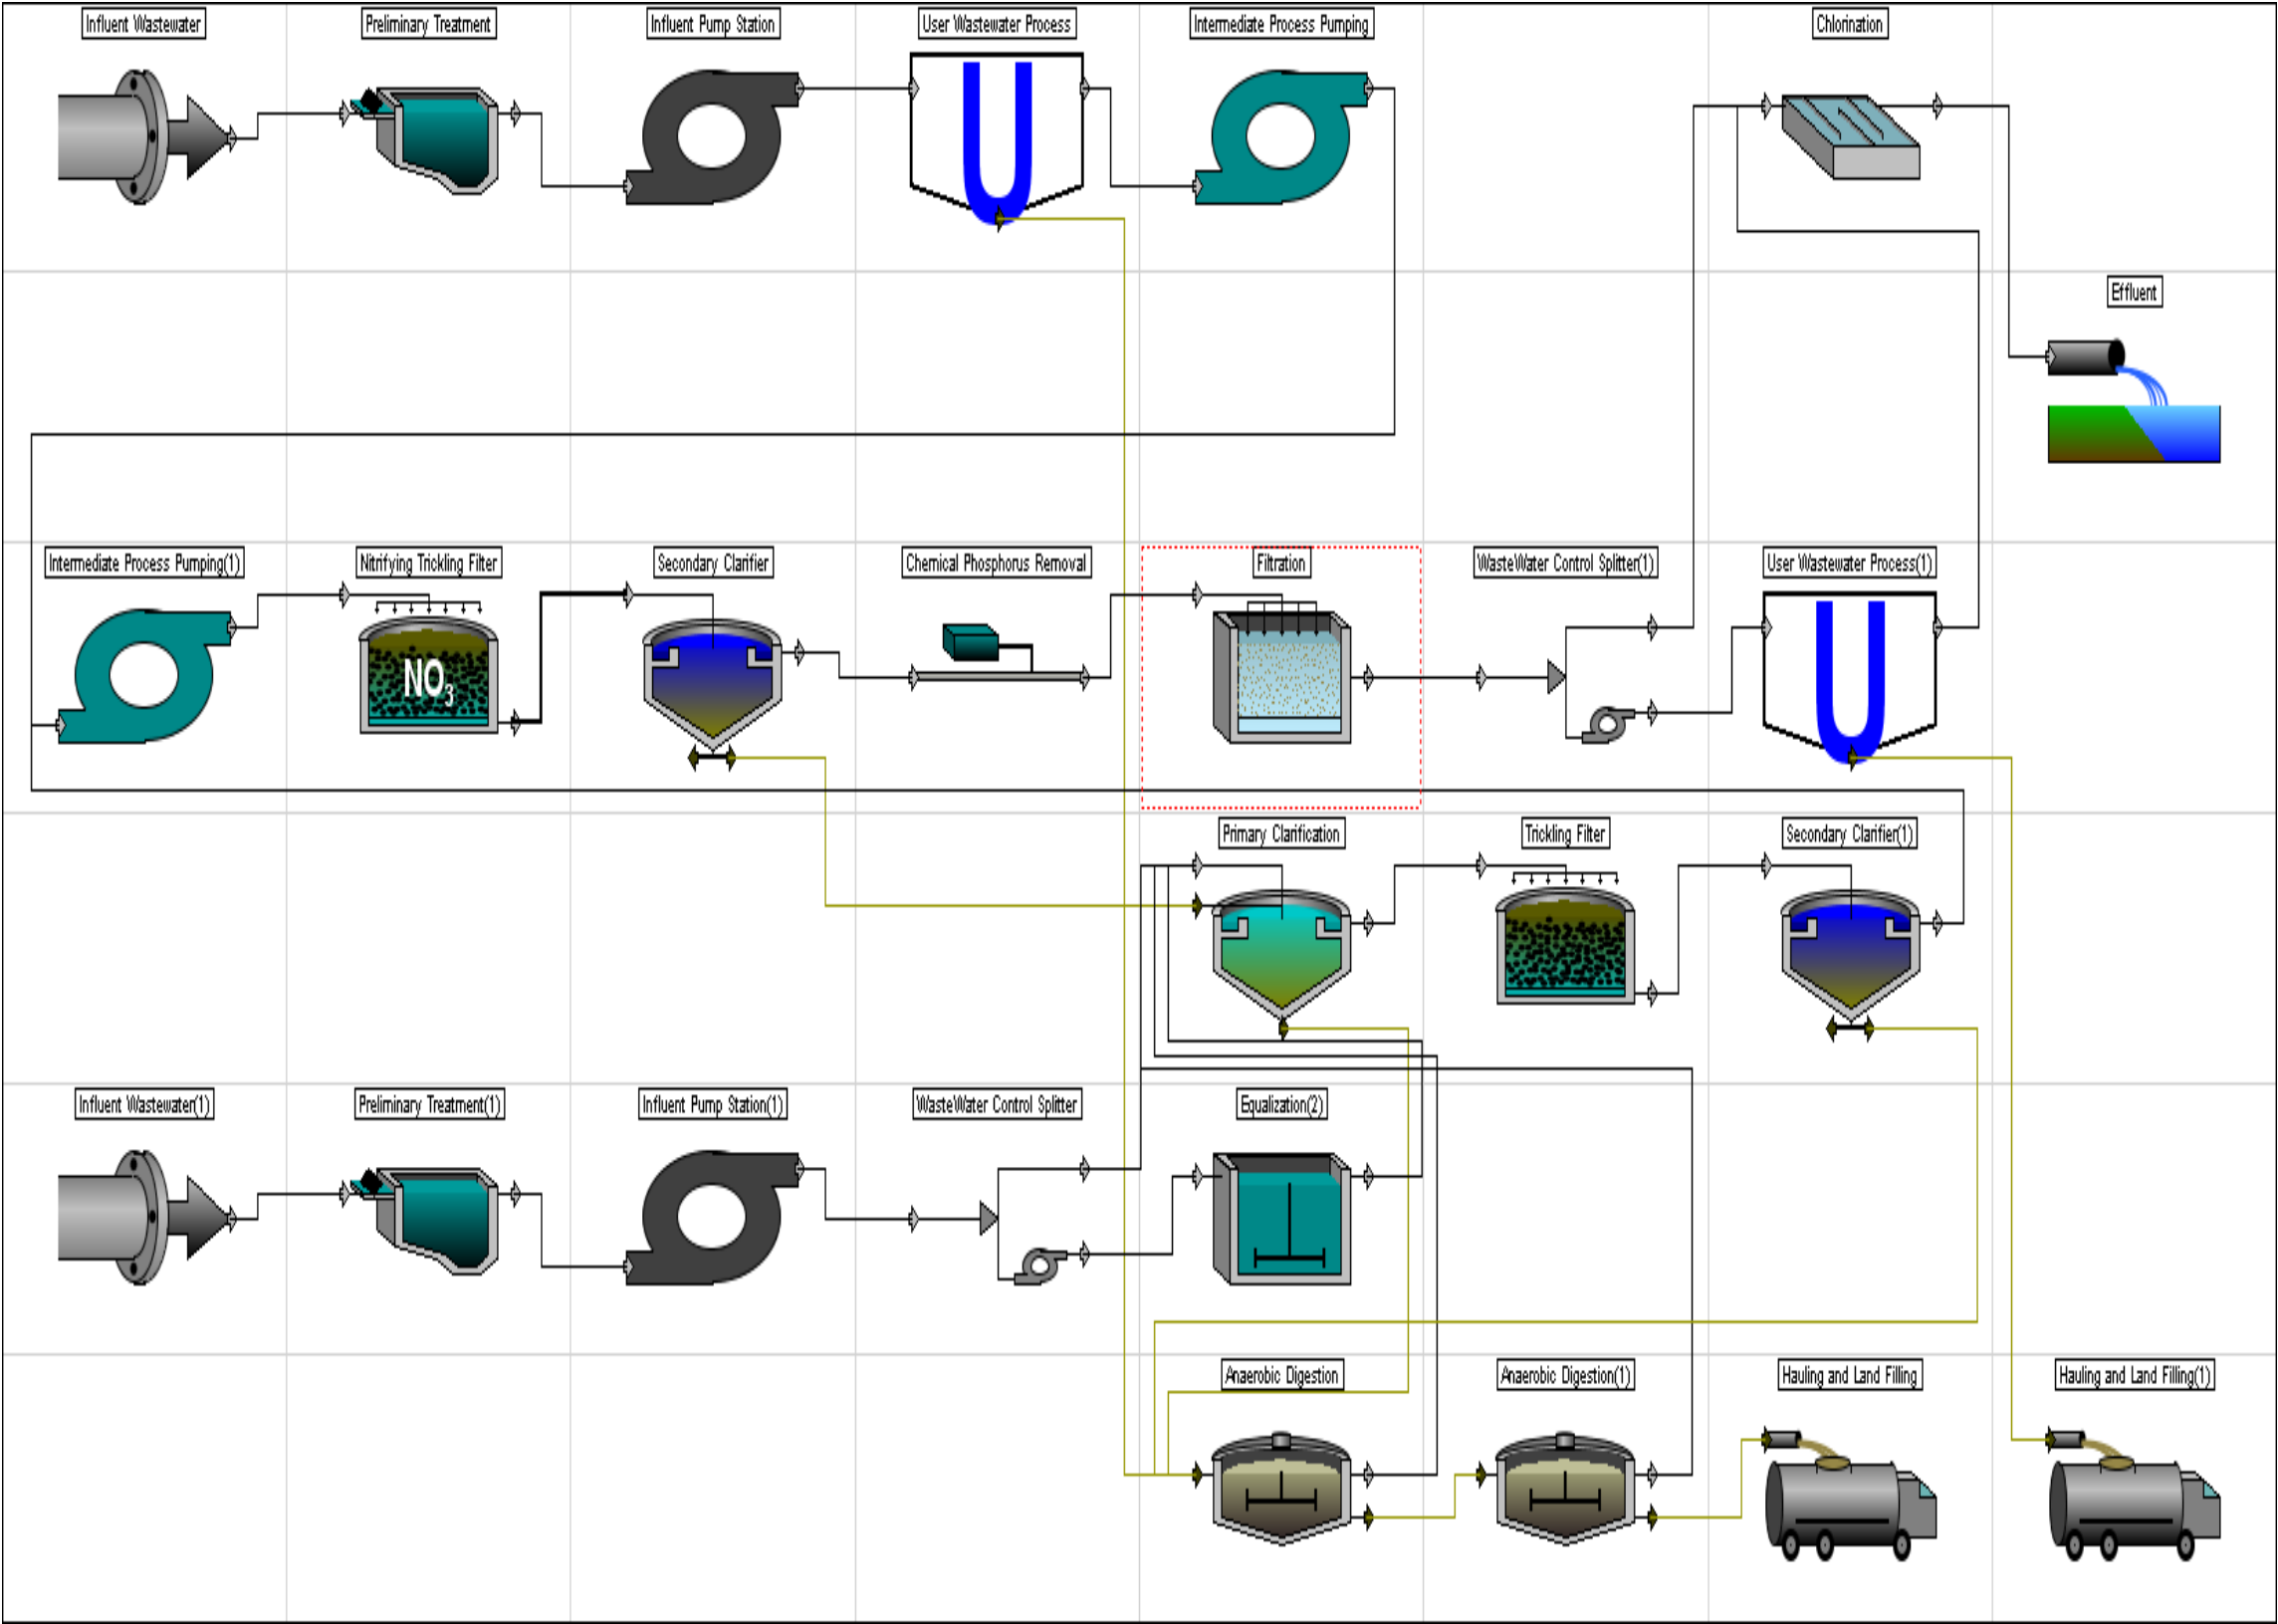 Influent Wastewater
Preliminary Treatment
Influent Pump Station
User Wastewater Process
Intermediate Process Pumping
Chlorination
Effluent
Intermediate Process Pumping(1)
Nitrifying Trickling Filter
Secondary Clarifier
Chemical Phosphorus Removal
Filtration
WasteWater Control Splitter(1)
User Wastewater Process(1)
NO3
Primary Clarification
Trickling Filter
Secondary Clarifier(1)
Influent Wastewater(1)
Preliminary Treatment(1)
Influent Pump Station(1)
WasteWater Control Splitter
Equalization(2)
Anaerobic Digestion
Anaerobic Digestion(1)
Hauling and Land Filling
Hauling and Land Filling(1)